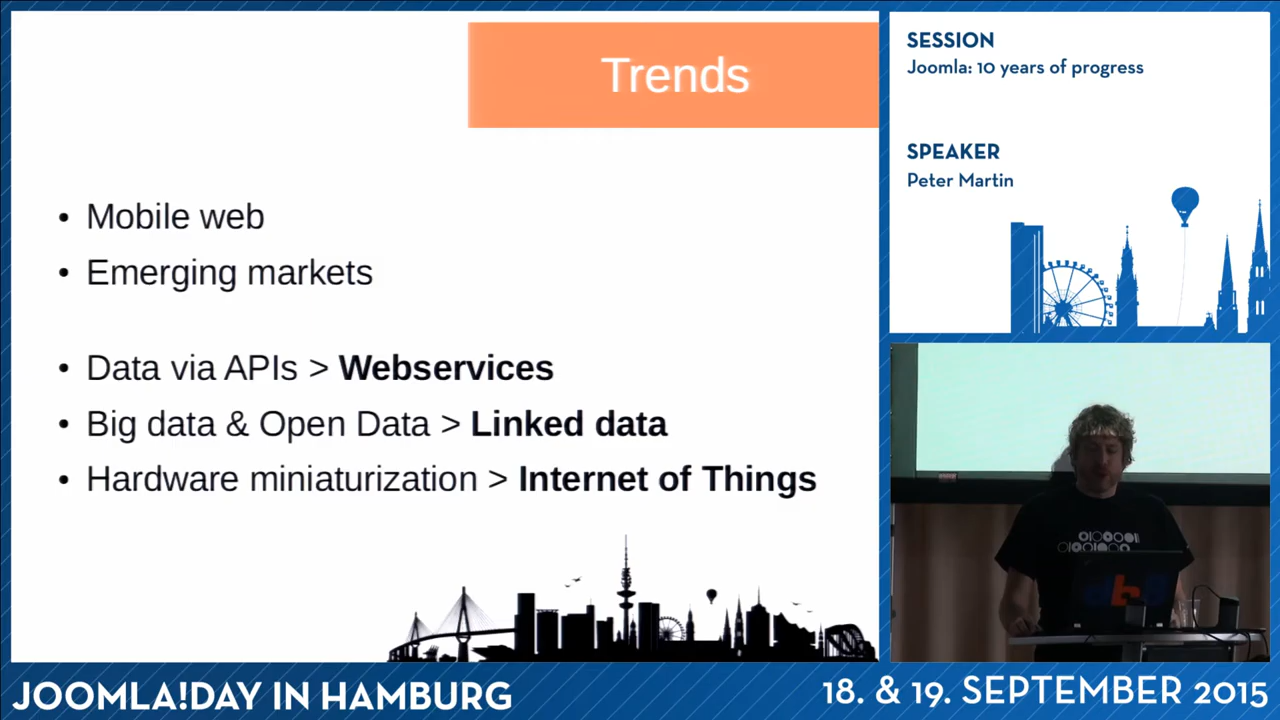 Trends
• Mobile web
• Emerging markets
• Data via APIs > Webservices
• Big data & Open Data > Linked data
• Hardware miniaturization > Internet of Things
SESSION
Joomla: 10 years of progress
SPEAKER
Peter Martin
JOOMLA!DAY IN HAMBURG
18. & 19. SEPTEMBER 2015